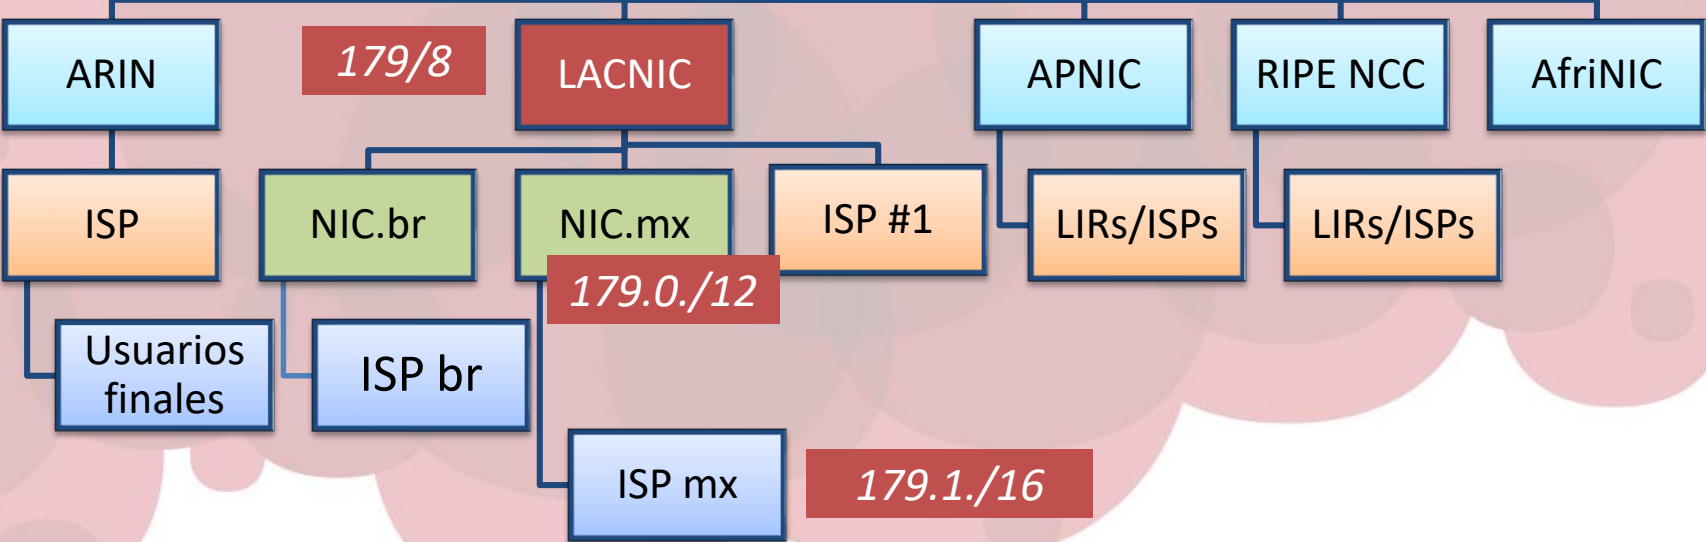 ARIN
179/8
LACNIC
APNIC
RIPE NCC
AfriNIC
ISP
NIC.br
NIC.mx
ISP #1
LIRs/ISPs
LIRs/ISPs
179.0./12
Usuarios
finales
ISP br
ISP mx
179.1./16